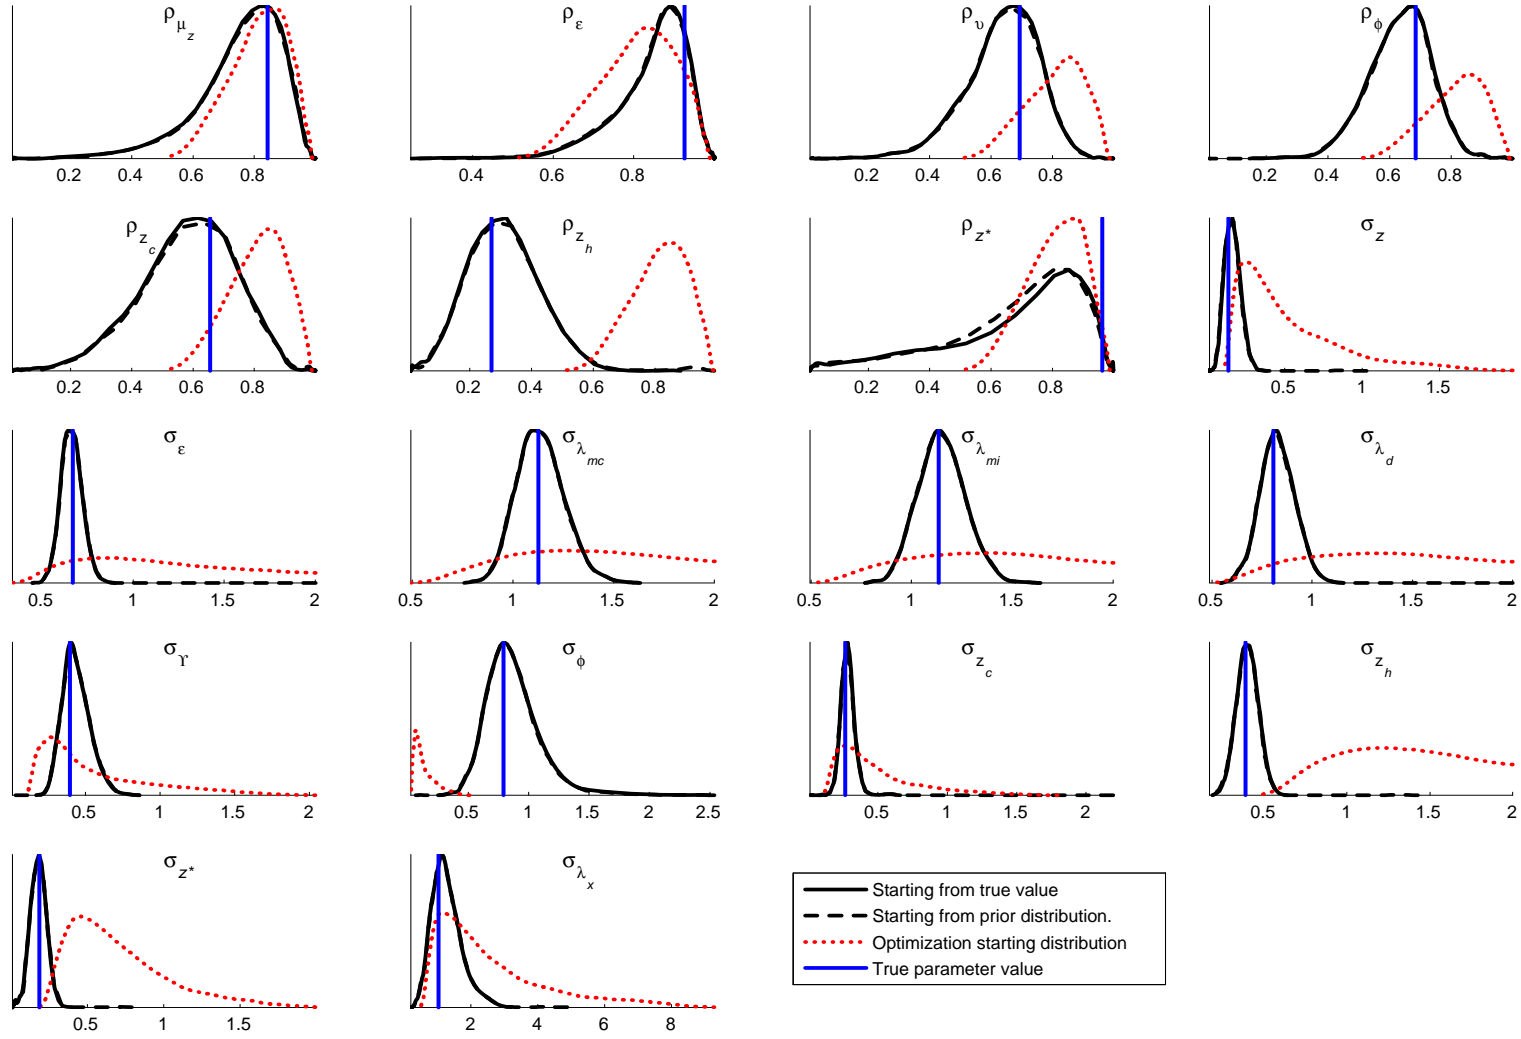 ρμz
ρε
ρυ
ρϕ
0.2 0.4 0.6 0.8
0.6 0.8
0.2 0.4 0.6 0.8
0.2 0.4 0.6 0.8
ρzc
ρzh
ρz*
σz
0.2 0.4 0.6 0.8
0.2 0.4 0.6 0.8
0.2 0.4 0.6 0.8
0.5 1 1.5
σε
σλmc
σλmi
σλd
0.5 1 1.5 2
0.5 1 1.5 2
0.5 1 1.5 2
0.5 1 1.5 2
σϒ
σϕ
σzc
σzh
0.5 1 1.5 2
0.5 1 1.5 2 2.5
0.5 1 1.5 2
0.5 1 1.5 2
σz*
σλx
0.5 1 1.5
2 4 6 8
Starting from true value
Starting from prior distribution.
Optimization starting distribution
True parameter value